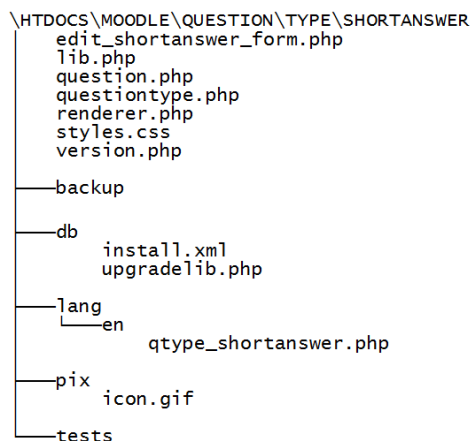 \HTDOCS\MOODLE\QUESTION\TYPE\SHORTANSWER
edit_shortanswer_form.php
lib.php
question.php
questiontype.php
renderer.php
styles.css
version.php
backup
db
install.xml
upgradelib.php
lang
en
qtype_shortanswer.php
pix
icon.gif
tests